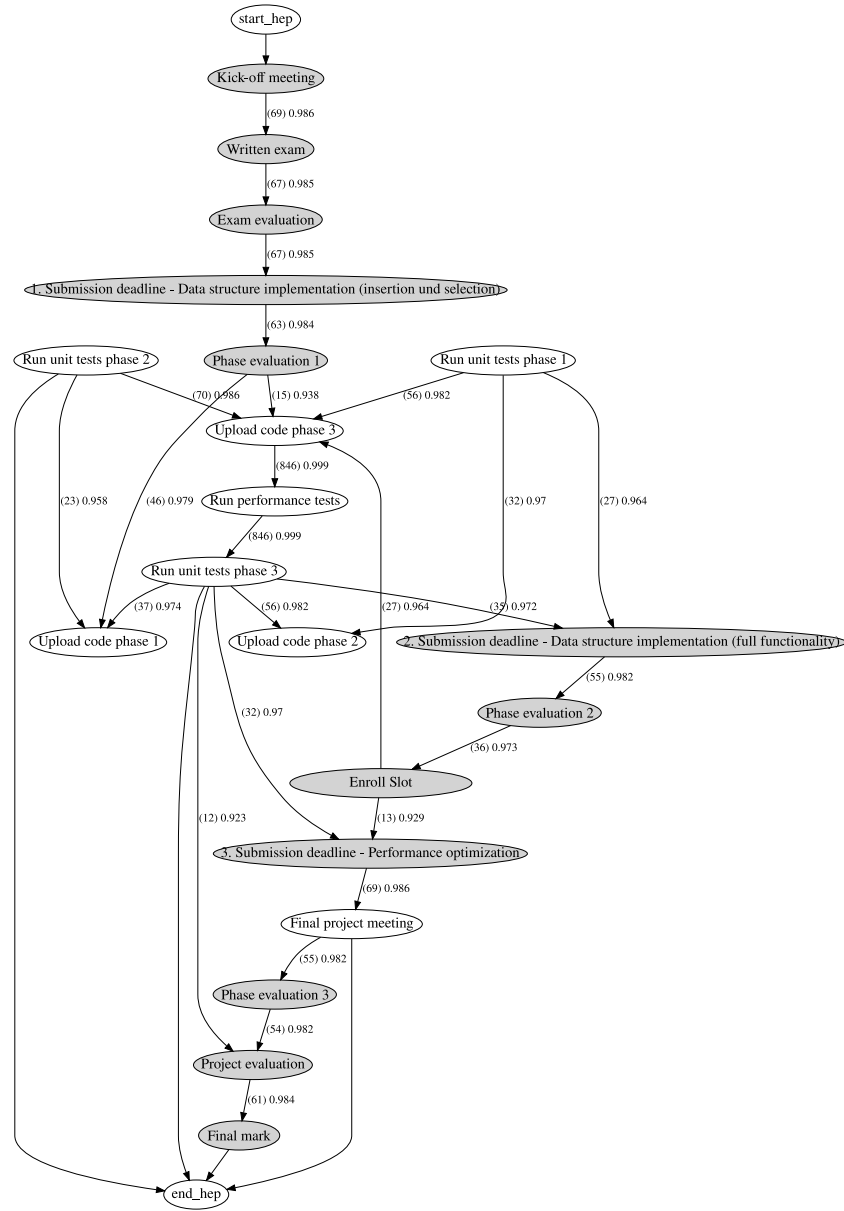 start_hep
Kick-off meeting
(69) 0.986
Written exam
(67) 0.985
Exam evaluation
(67) 0.985
1. Submission deadline - Data structure implementation (insertion und selection)
(63) 0.984
Run unit tests phase 2
Phase evaluation 1
Run unit tests phase 1
(70) 0.986
(15) 0.938
(56) 0.982
Upload code phase 3
(846) 0.999
(23) 0.958
(46) 0.979
Run performance tests
(32) 0.97
(27) 0.964
(846) 0.999
Run unit tests phase 3
(37) 0.974
(56) 0.982
(27) 0.964
(35) 0.972
Upload code phase 1
Upload code phase 2
2. Submission deadline - Data structure implementation (full functionality)
(55) 0.982
(32) 0.97
Phase evaluation 2
(36) 0.973
Enroll Slot
(12) 0.923
(13) 0.929
3. Submission deadline - Performance optimization
(69) 0.986
Final project meeting
(55) 0.982
Phase evaluation 3
(54) 0.982
Project evaluation
(61) 0.984
Final mark
end_hep